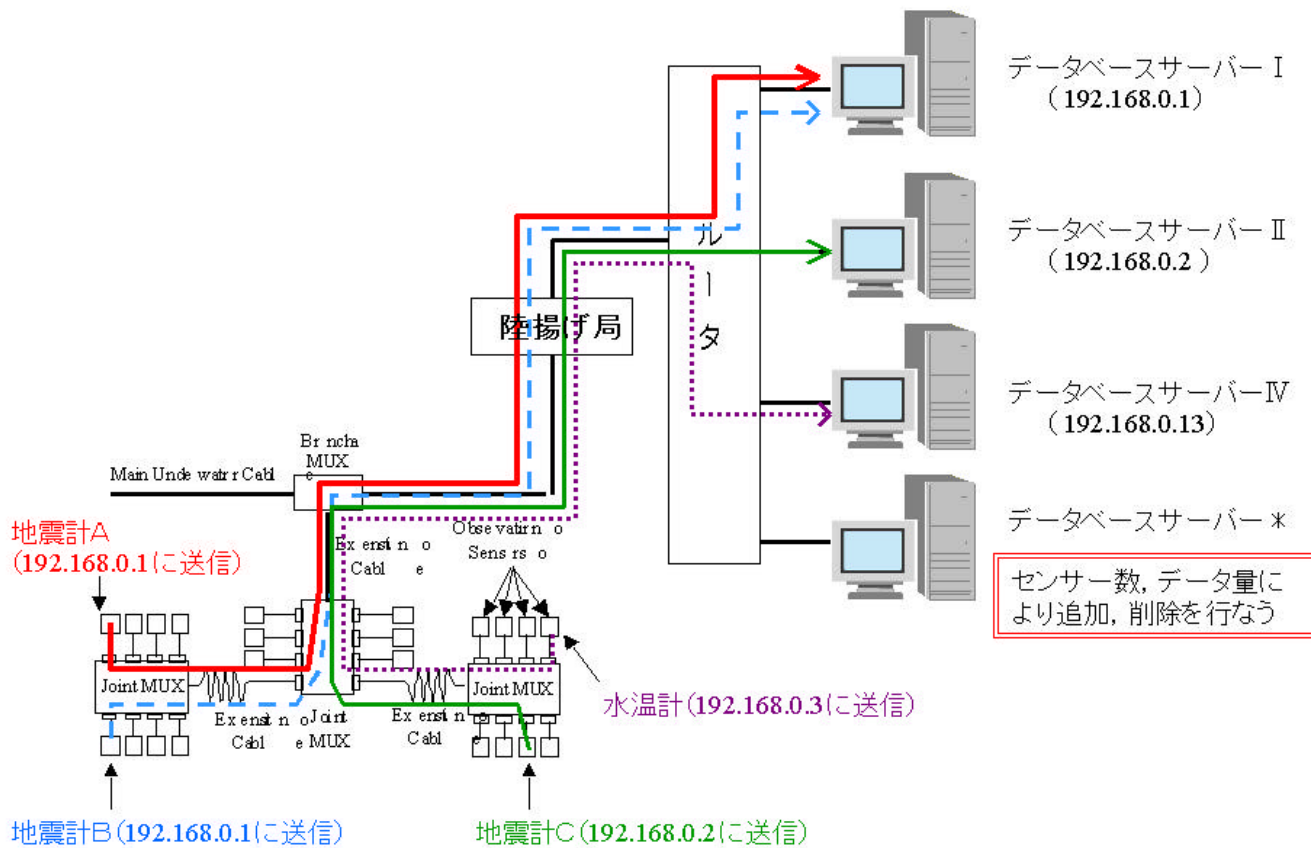 データベースサーバー Ⅰ
(192.168.0.1)
データベースサーバー Ⅱ
(192.168.0.2 )
データベースサーバーⅣ
(192.168.0.13)
データベースサーバー＊
センサー数, データ量に
より追加, 削除を行なう
ルータ
陸揚げ局
Br ncha
MUX
e
Main Unde watr r Cabl
地震計A
(192.168.0.1に送信)
Ex ensti n o
Cabl e
Obse vatirn o
Sens rs o
Joint MUX
Ex ensti n o
Cabl e
Joint
MUX
Ex ensti n o
Cabl e
Joint MUX
水温計(192.168.0.3に送信)
地震計B(192.168.0.1に送信)
地震計C(192.168.0.2に送信)